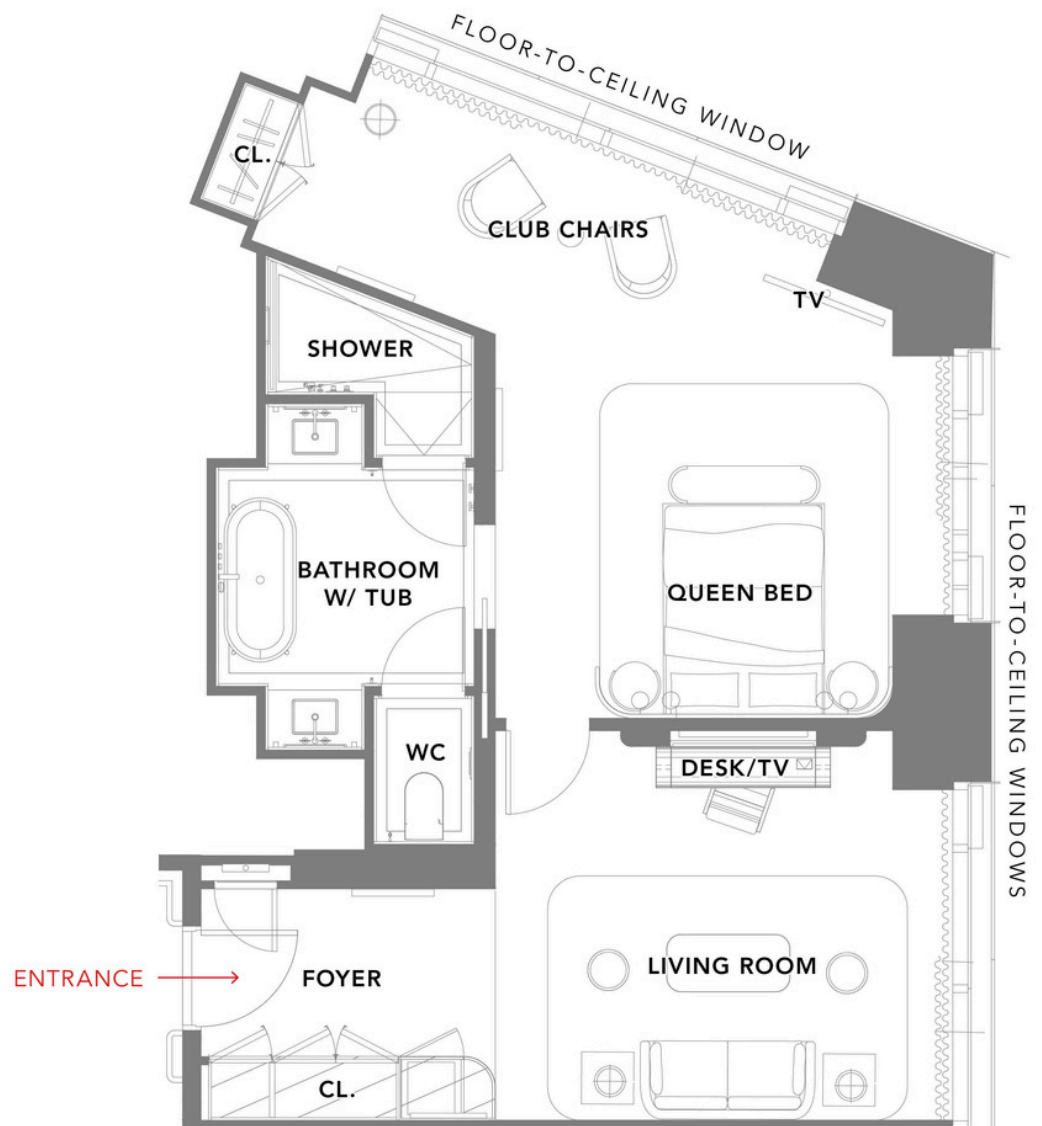 FLOOR-TO-CEILING WINDOW
CL.
CLUB CHAIRS
TV
SHOWER
BATHROOM
W/ TUB
QUEEN BED
FLOOR-TO-CEILING WINDOWS
WC
DESK/TV
ENTRANCE
FOYER
LIVING ROOM
CL.